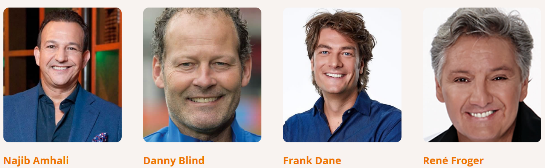 Najib Amhali
Danny Blind
Frank Dane
René Froger